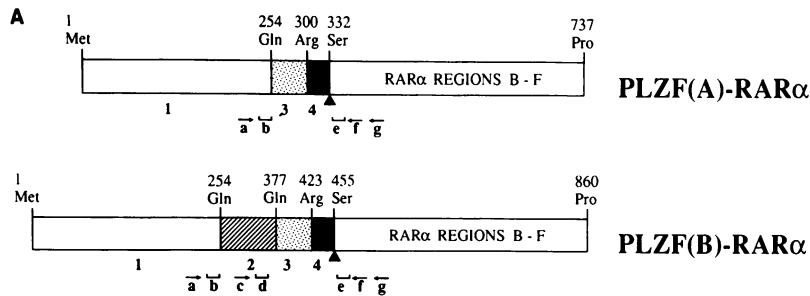 A
1 254 300 332 737
Met Gln Arg Ser Pro
RARα REGIONS B - F
PLZF(A)-RARα
1 3 4
a b e f g
1 254 377 423 455 860
Met Gln Gln Arg Ser Pro
RARα REGIONS B - F
PLZF(B)-RARα
1 2 3 4
a b c d e f g